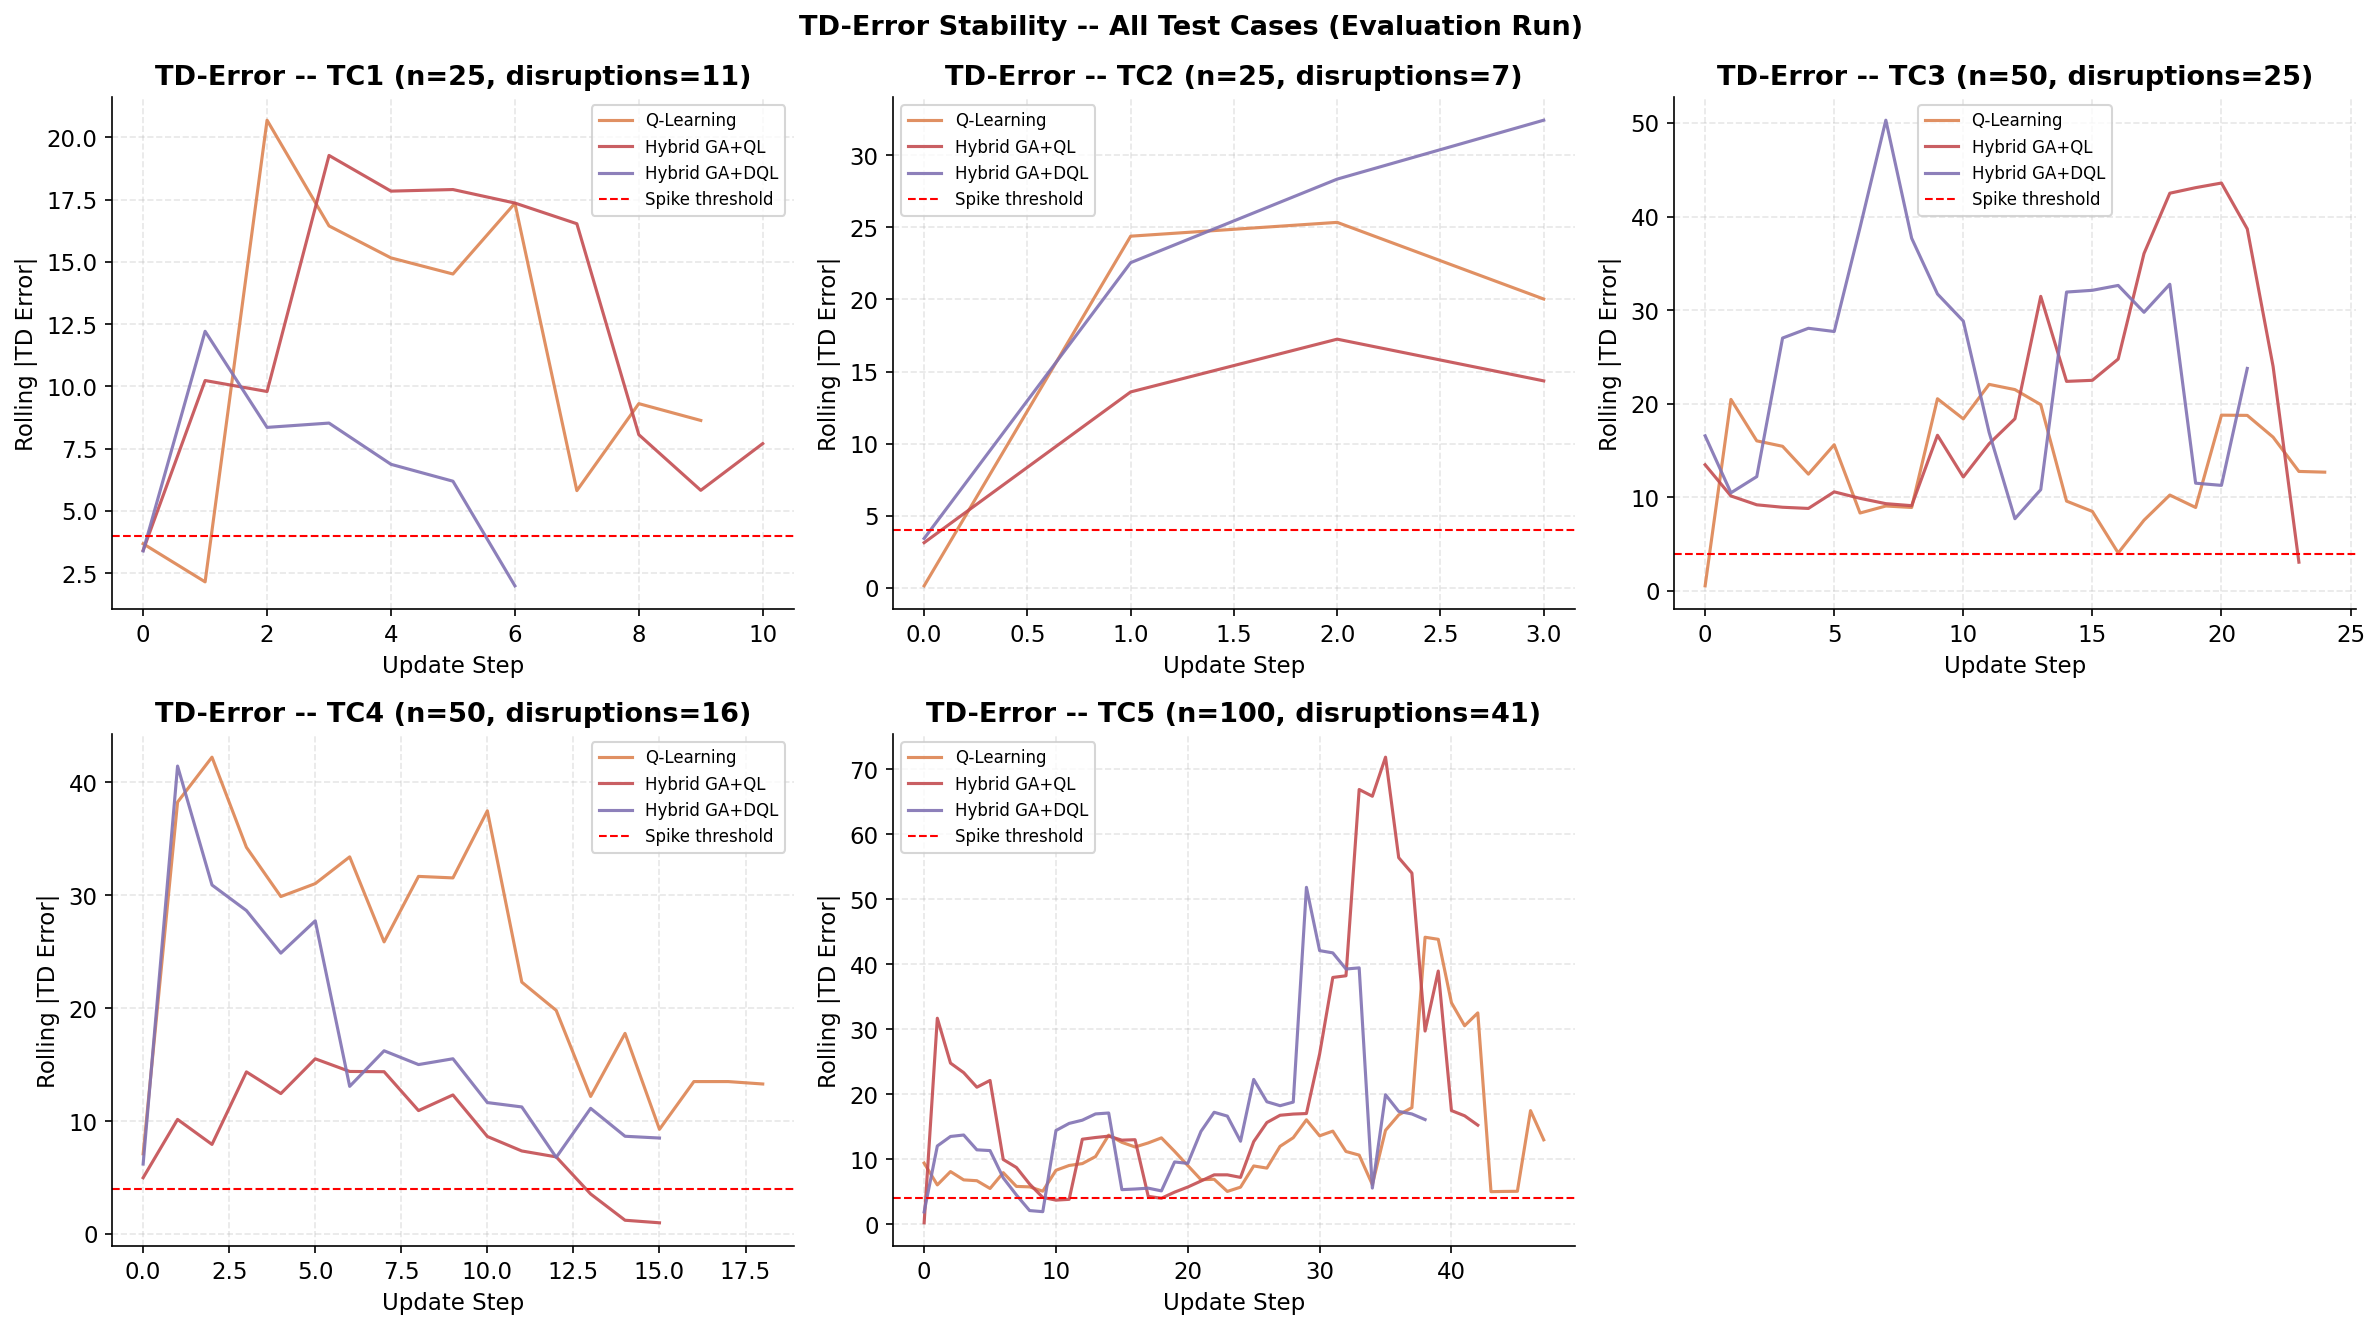 TD-Error Stability -- All Test Cases (Evaluation Run)
TD-Error -- TC1 (n=25, disruptions=11)
Rolling |TD Error|
20.0
17.5
15.0
12.5
10.0
7.5
5.0
2.5
Q-Learning
Hybrid GA+QL
Hybrid GA+DQL
Spike threshold
0 2 4 6 8 10
Update Step
TD-Error -- TC2 (n=25, disruptions=7)
Rolling |TD Error|
30
25
20
15
10
5
0
Q-Learning
Hybrid GA+QL
Hybrid GA+DQL
Spike threshold
0.0 0.5 1.0 1.5 2.0 2.5 3.0
Update Step
TD-Error -- TC3 (n=50, disruptions=25)
Rolling |TD Error|
50
40
30
20
10
0
Q-Learning
Hybrid GA+QL
Hybrid GA+DQL
Spike threshold
0 5 10 15 20 25
Update Step
TD-Error -- TC4 (n=50, disruptions=16)
Rolling |TD Error|
40
30
20
10
0
Q-Learning
Hybrid GA+QL
Hybrid GA+DQL
Spike threshold
0.0 2.5 5.0 7.5 10.0 12.5 15.0 17.5
Update Step
TD-Error -- TC5 (n=100, disruptions=41)
Rolling |TD Error|
70
60
50
40
30
20
10
0
Q-Learning
Hybrid GA+QL
Hybrid GA+DQL
Spike threshold
0 10 20 30 40
Update Step